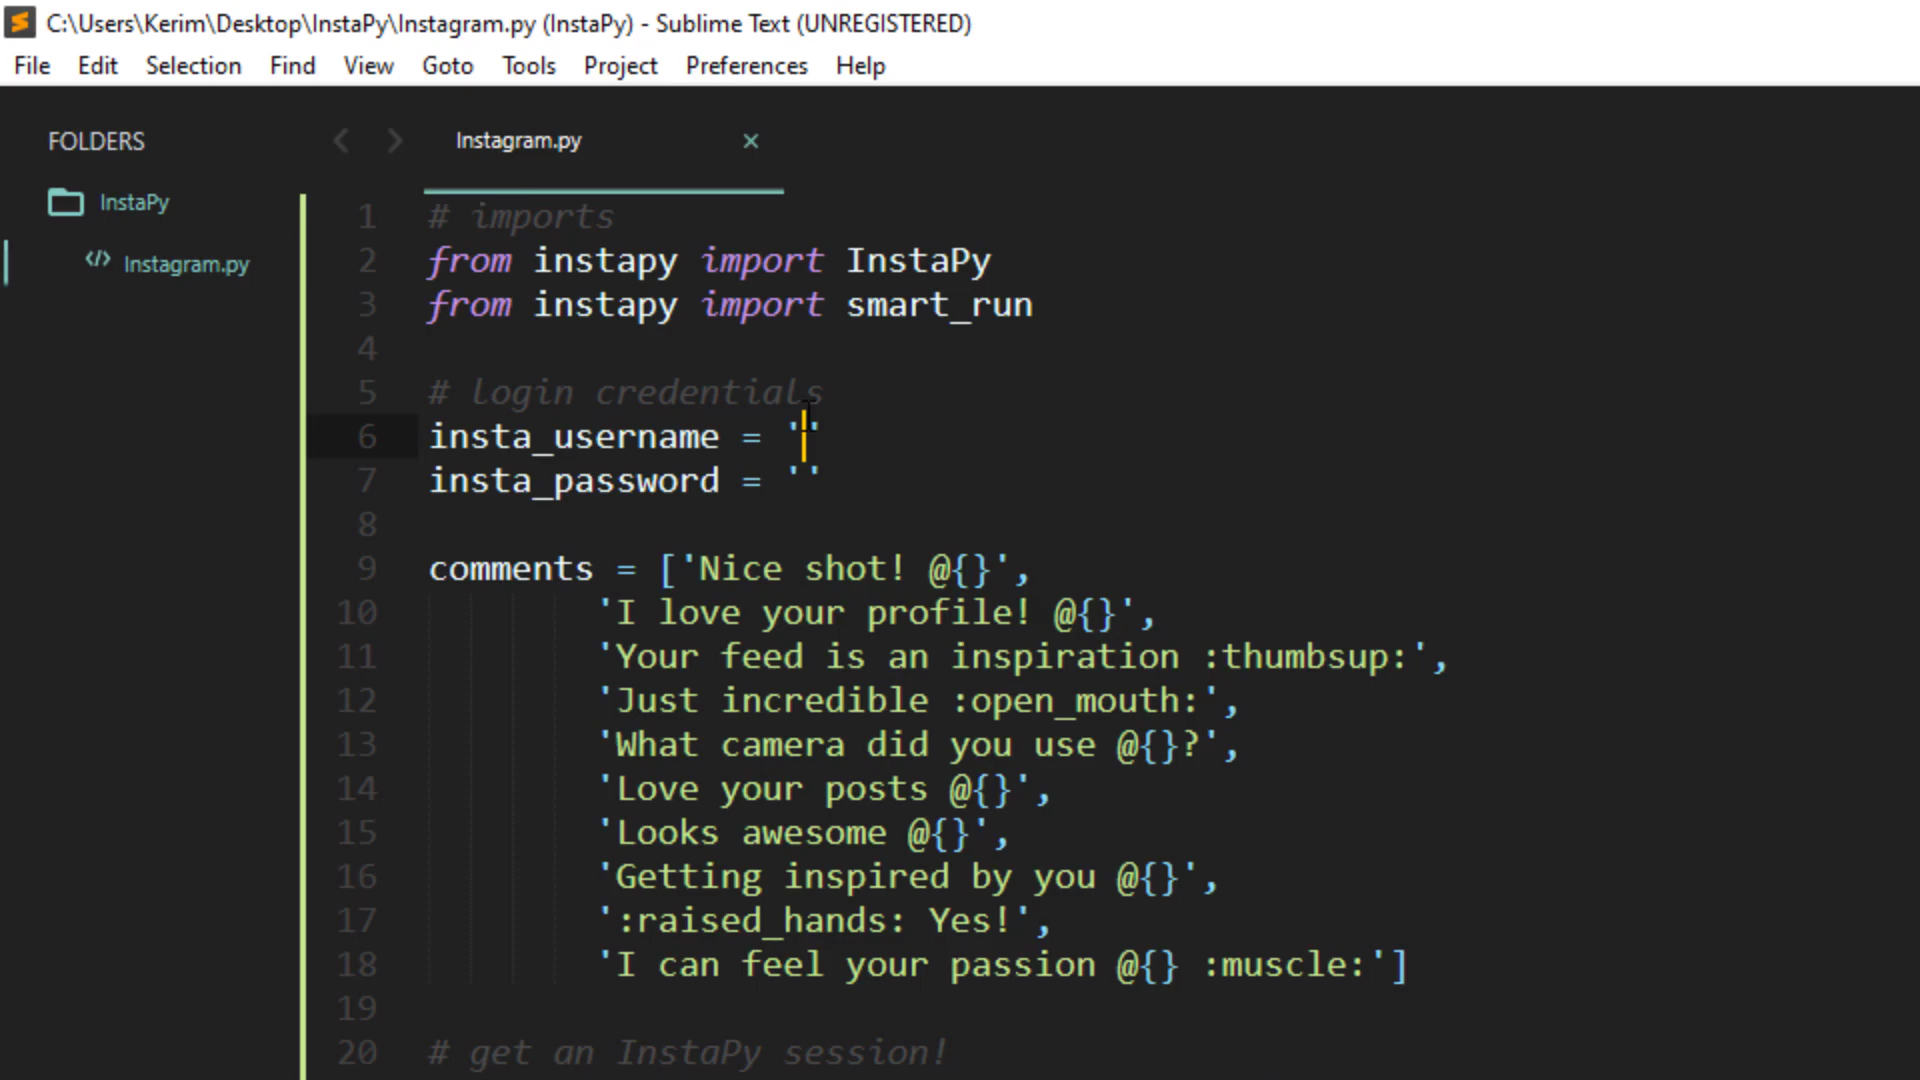 C:\Users\Kerim\Desktop\InstaPy\Instagram.py (InstaPy) - Sublime Text (UNREGISTERED)
File Edit Selection Find View Goto Tools Project Preferences Help
FOLDERS
InstaPy
Instagram.py
Instagram.py
1 # imports
2 from instapy import InstaPy
3 from instapy import smart_run
4
5 # login credentials
6 insta_username = ''
7 insta_password = ''
8
9 comments = ['Nice shot! @{}',
10 'I love your profile! @{}',
11 'Your feed is an inspiration :thumbsup:',
12 'Just incredible :open_mouth:',
13 'What camera did you use @{}?',
14 'Love your posts @{}',
15 'Looks awesome @{}',
16 'Getting inspired by you @{}',
17 ':raised_hands: Yes!',
18 'I can feel your passion @{} :muscle:']
19
20 # get an InstaPy session!